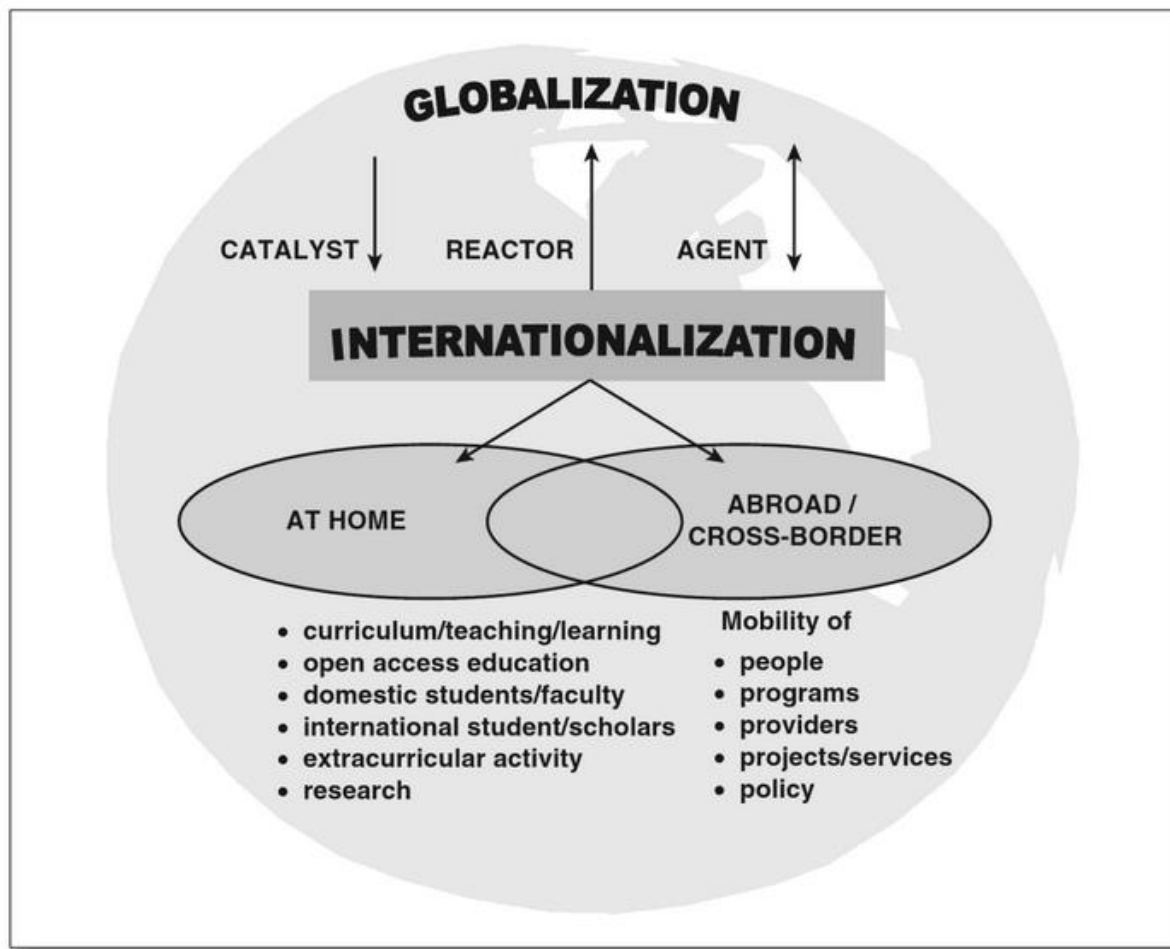 GLOBALIZATION
CATALYST
REACTOR
AGENT
INTERNATIONALIZATION
AT HOME
ABROAD /
CROSS-BORDER
• curriculum/teaching/learning
• open access education
• domestic students/faculty
• international student/scholars
• extracurricular activity
• research
Mobility of
• people
• programs
• providers
• projects/services
• policy